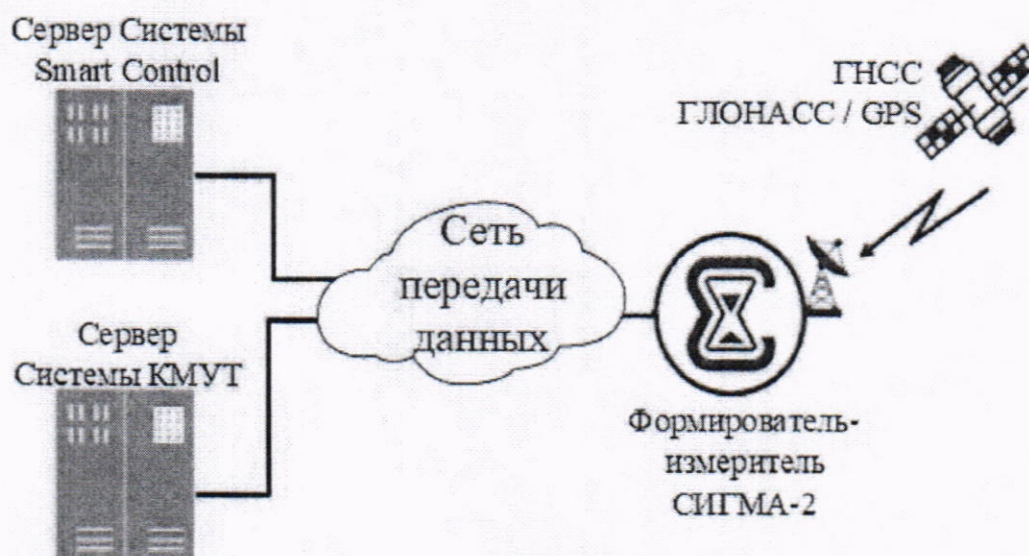 Сервер Системы
Smart Control
ГНСС
ГЛОНАСС / GPS
Сеть
передачи
данных
Сервер
Системы КМУТ
Формирователь-
измеритель
СИГМА-2